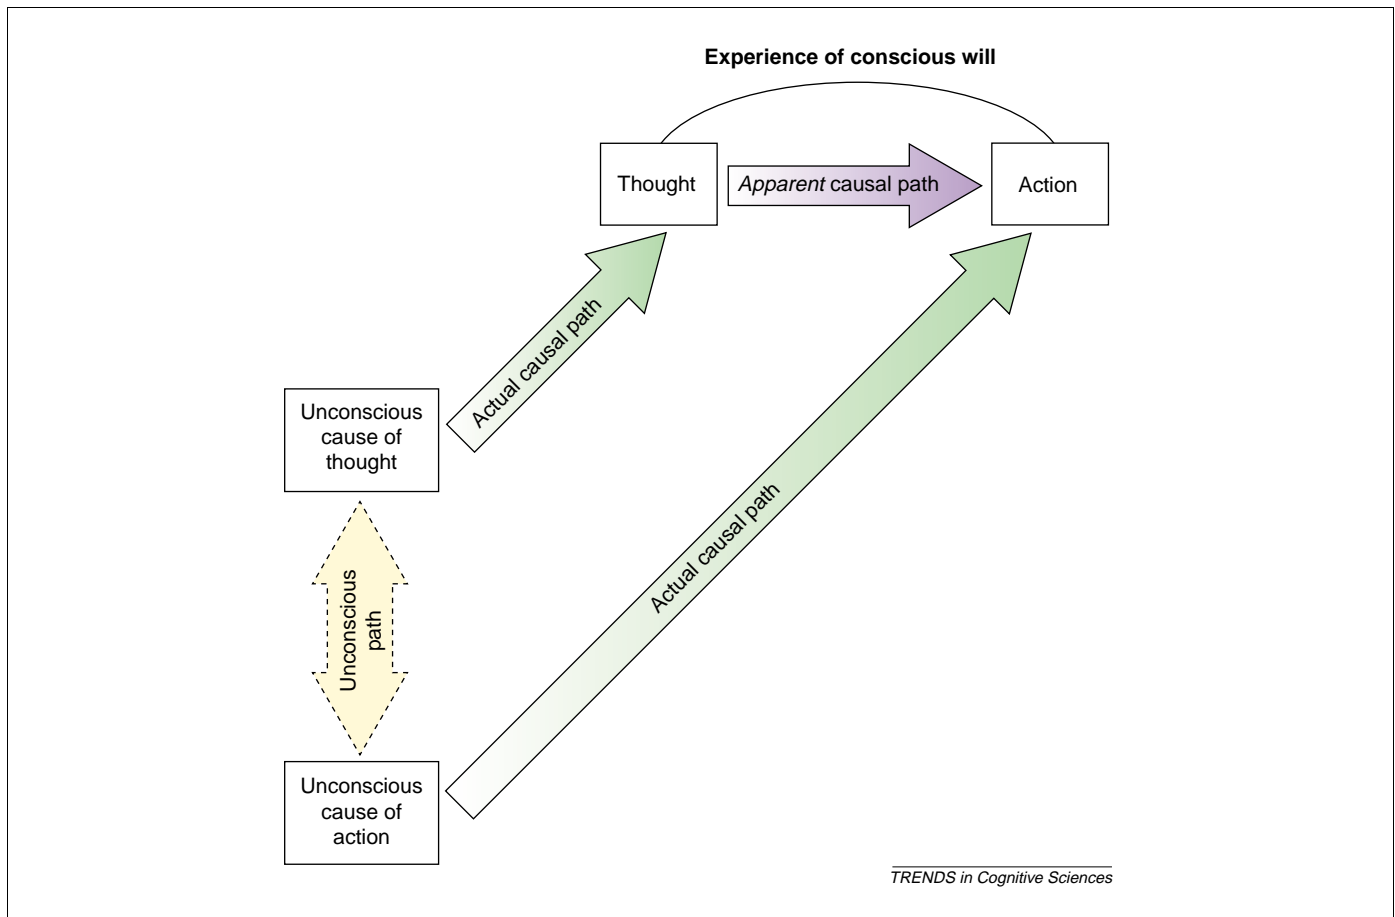 Experience of conscious will
Thought
Apparent causal path
Action
Actual causal path
Unconscious
cause of
thought
Actual causal path
Unconscious
path
Unconscious
cause of
action
TRENDS in Cognitive Sciences